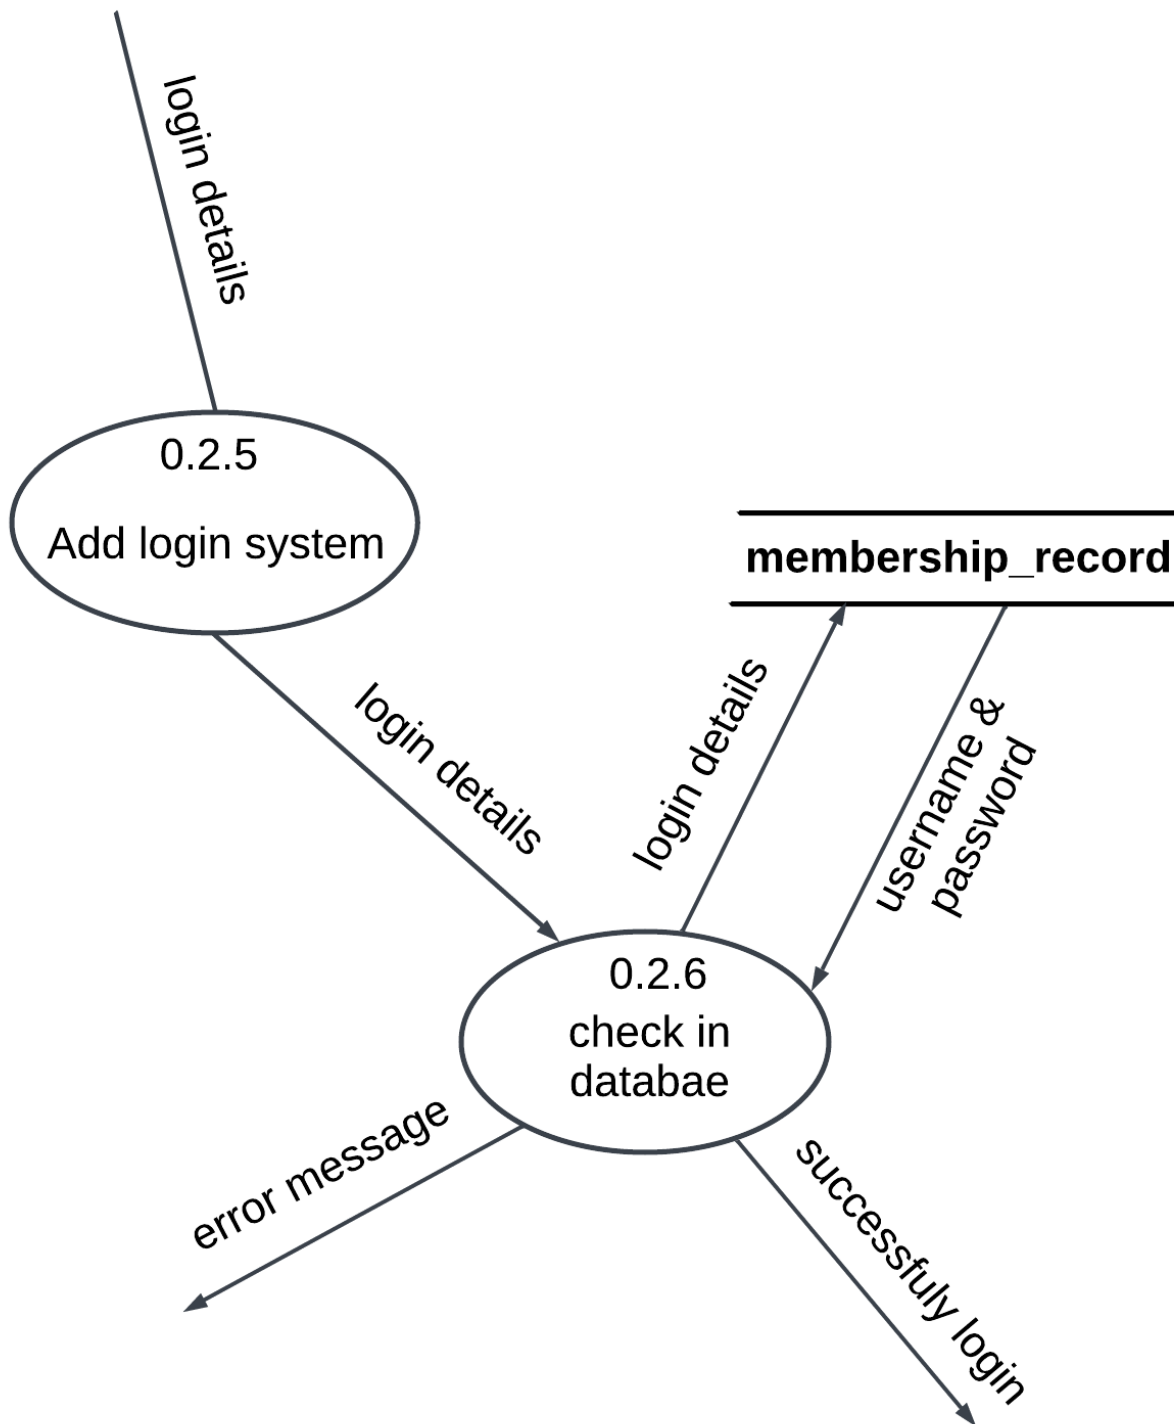 login details
0.2.5
Add login system
membership_record
login details
login details
username &
password
0.2.6
check in
databae
error message
successfuly login